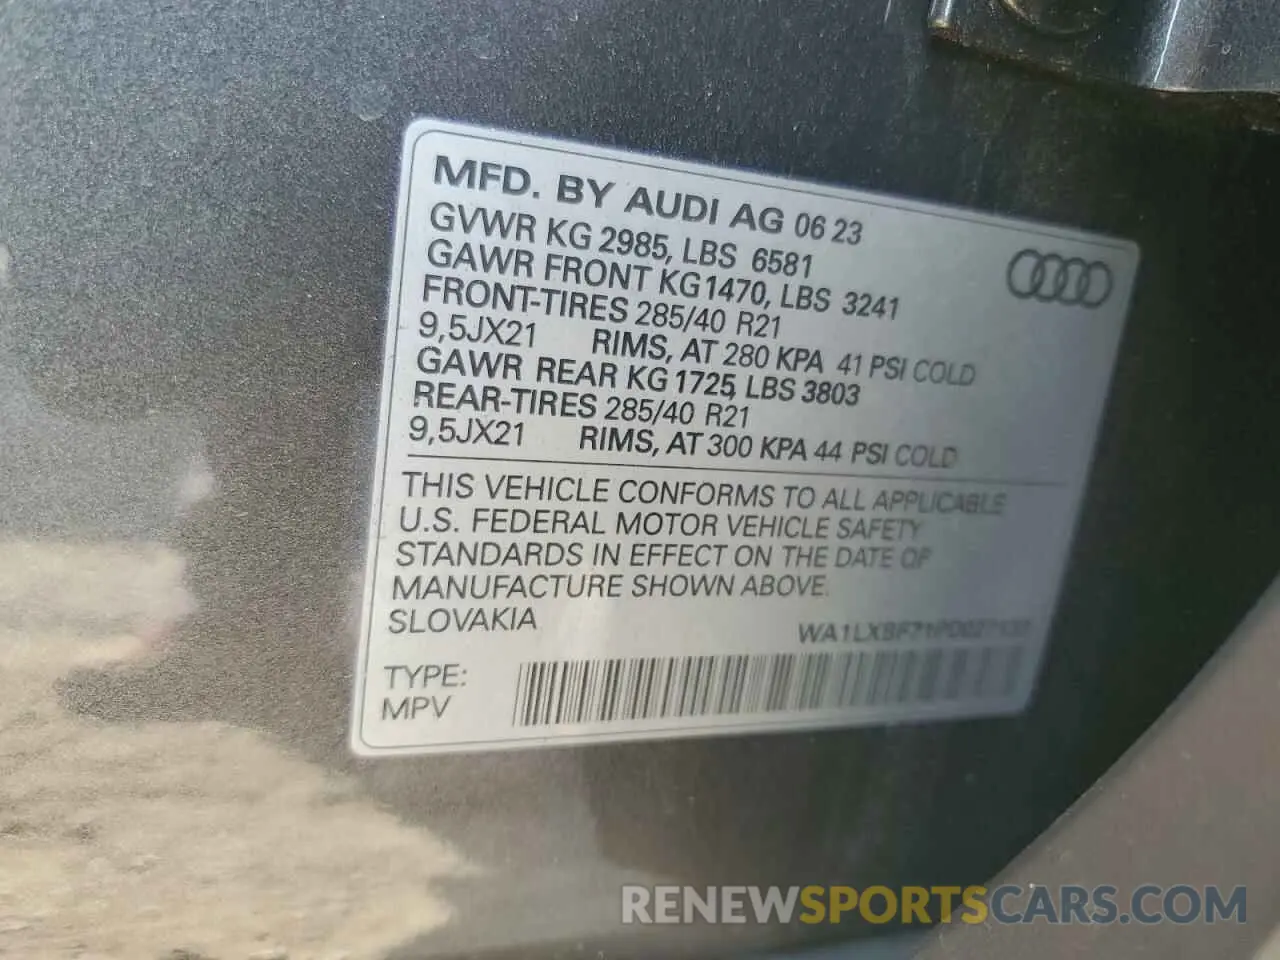 MFD. BY AUDI AG 06 23
GVWR KG 2985, LBS 6581
GAWR FRONT KG 1470, LBS 3241
FRONT-TIRES 285/40 R21
9,5JX21 RIMS, AT 280 KPA 41 PSI COLD
GAWR REAR KG 1725, LBS 3803
REAR-TIRES 285/40 R21
9,5JX21 RIMS, AT 300 KPA 44 PSI COLD
THIS VEHICLE CONFORMS TO ALL APPLICABLE
U.S. FEDERAL MOTOR VEHICLE SAFETY
STANDARDS IN EFFECT ON THE DATE OF
MANUFACTURE SHOWN ABOVE.
SLOVAKIA
TYPE:
MPV
RENEWSPORTSCARS.COM